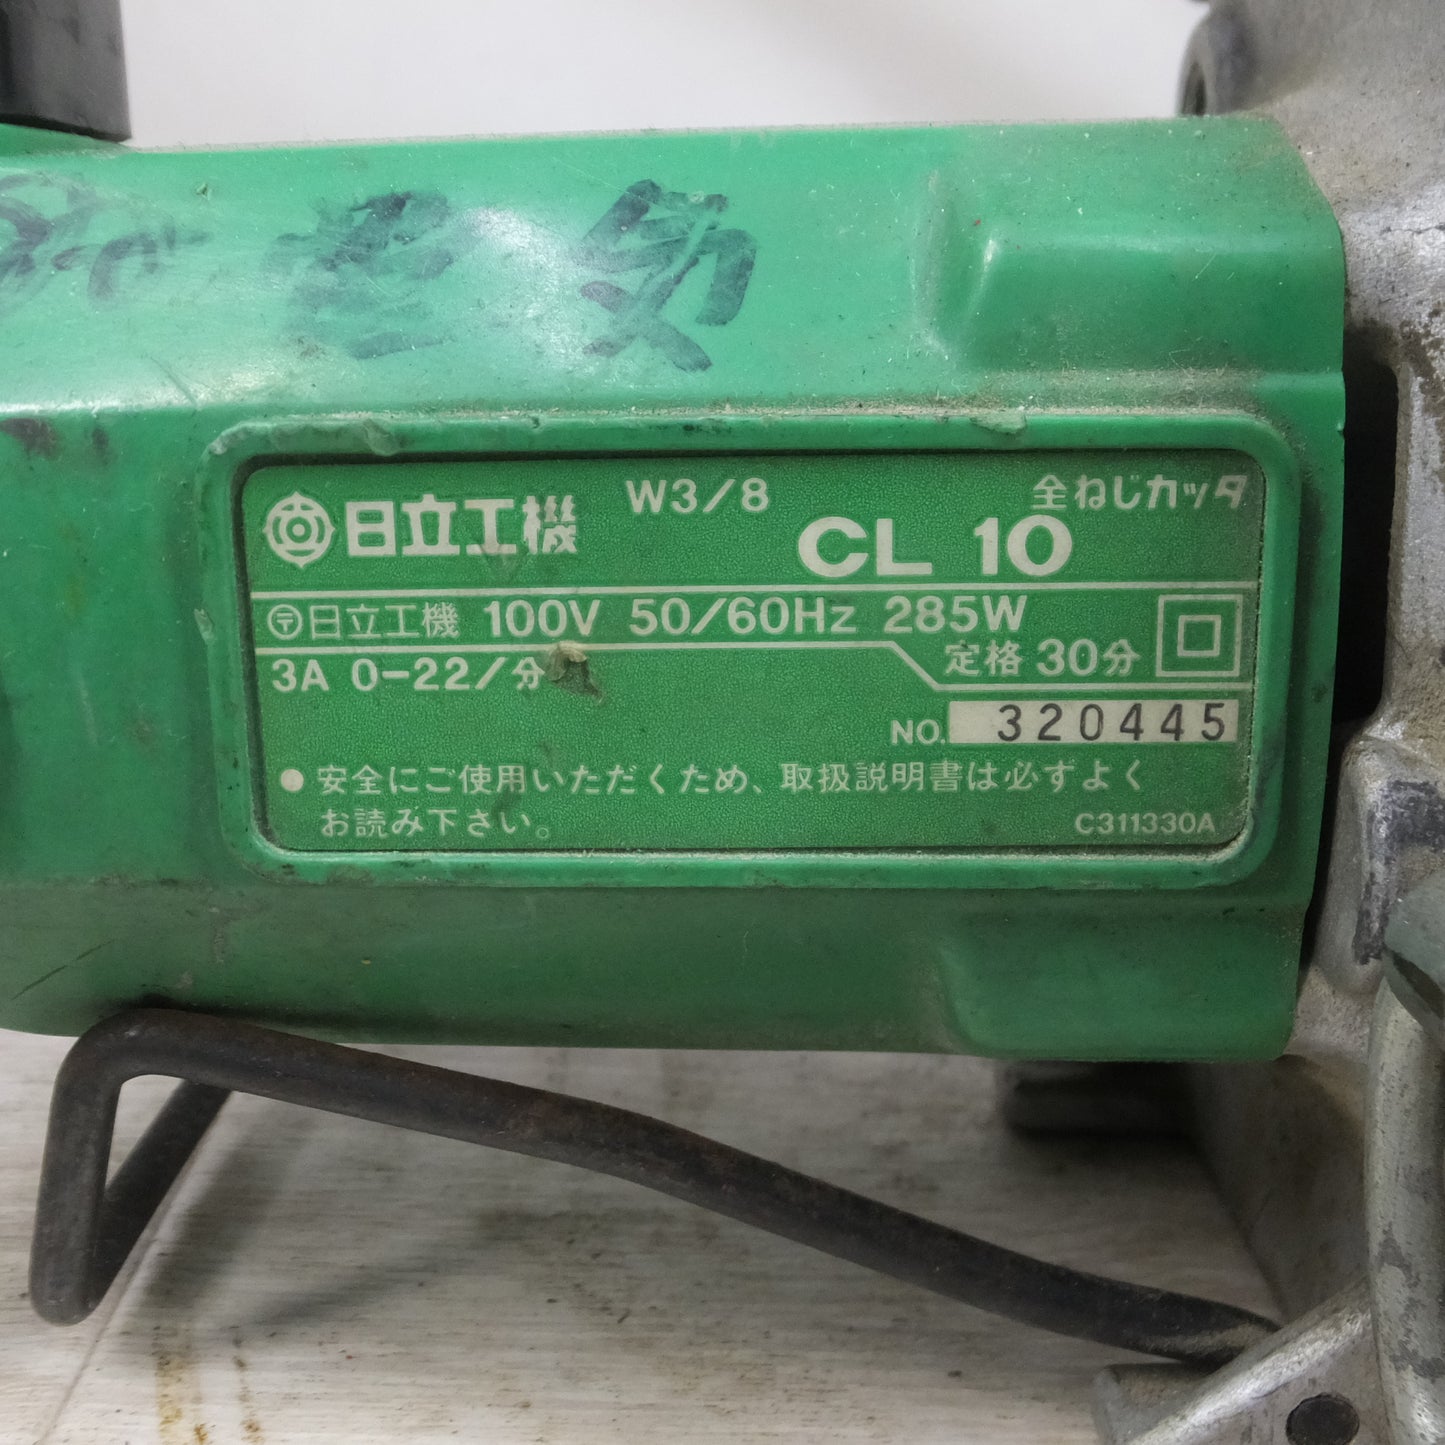 気
日立工機 W3/8 全ねじカッタ
CL 10
〒日立工機 100V 50/60Hz 285W
3A 0-22/分 定格 30分
NO. 320445
● 安全にご使用いただくため、取扱説明書は必ずよく
お読み下さい。
C311330A